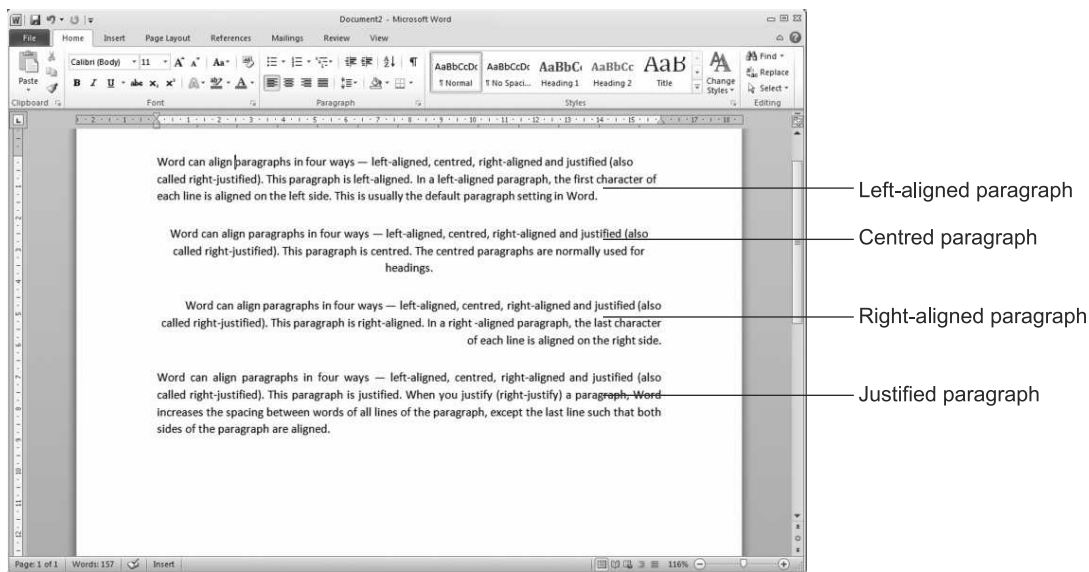 Document2 - Microsoft Word
File Home Insert Page Layout References Mailings Review View
Paste
Calibri (Body) 11 A A Aa
B I U abc x, x² A
AaBbCcDc AaBbCcDc AaBbC AaBbCc AaB
¶ Normal ¶ No Spaci... Heading 1 Heading 2 Title
Change
Styles
Find
Replace
Select
Clipboard Font Paragraph Styles Editing
Word can align paragraphs in four ways — left-aligned, centred, right-aligned and justified (also
called right-justified). This paragraph is left-aligned. In a left-aligned paragraph, the first character of
each line is aligned on the left side. This is usually the default paragraph setting in Word.
Left-aligned paragraph
Word can align paragraphs in four ways — left-aligned, centred, right-aligned and justified (also
called right-justified). This paragraph is centred. The centred paragraphs are normally used for
headings.
Centred paragraph
Word can align paragraphs in four ways — left-aligned, centred, right-aligned and justified (also
called right-justified). This paragraph is right-aligned. In a right -aligned paragraph, the last character
of each line is aligned on the right side.
Right-aligned paragraph
Word can align paragraphs in four ways — left-aligned, centred, right-aligned and justified (also
called right-justified). This paragraph is justified. When you justify (right-justify) a paragraph, Word
increases the spacing between words of all lines of the paragraph, except the last line such that both
sides of the paragraph are aligned.
Justified paragraph
Page: 1 of 1 Words: 157 Insert 116%